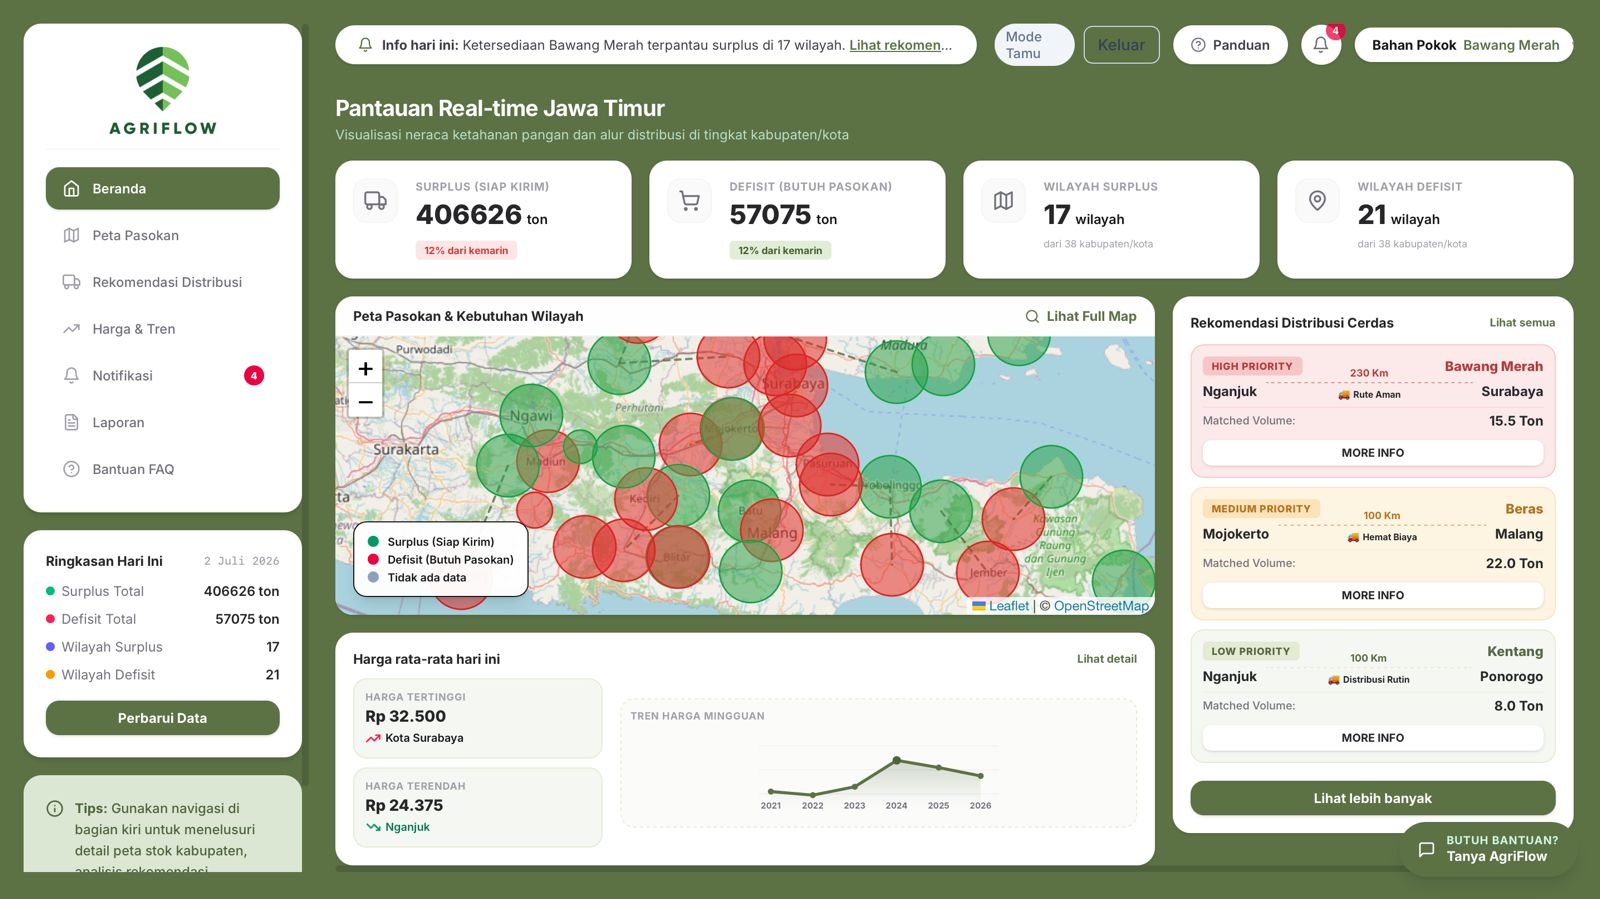 AGRIFLOW
Beranda
Peta Pasokan
Rekomendasi Distribusi
Harga & Tren
Notifikasi 4
Laporan
Bantuan FAQ
Ringkasan Hari Ini 2 Juli 2026
Surplus Total 406626 ton
Defisit Total 57075 ton
Wilayah Surplus 17
Wilayah Defisit 21
Perbarui Data
Tips: Gunakan navigasi di
bagian kiri untuk menelusuri
detail peta stok kabupaten,
analisis rekomendasi
Info hari ini: Ketersediaan Bawang Merah terpantau surplus di 17 wilayah. Lihat rekomen...
Mode
Tamu
Keluar
Panduan
4
Bahan Pokok Bawang Merah
Pantauan Real-time Jawa Timur
Visualisasi neraca ketahanan pangan dan alur distribusi di tingkat kabupaten/kota
SURPLUS (SIAP KIRIM)
406626 ton
12% dari kemarin
DEFISIT (BUTUH PASOKAN)
57075 ton
12% dari kemarin
WILAYAH SURPLUS
17 wilayah
dari 38 kabupaten/kota
WILAYAH DEFISIT
21 wilayah
dari 38 kabupaten/kota
Peta Pasokan & Kebutuhan Wilayah
Lihat Full Map
+
−
Purwodadi
Madura
Surabaya
Perhutani
Ngawi
Mojokerto
Surakarta
Madiun
Pasuruan
Probolinggo
Kediri
Batu
Malang
Kawasan
Gunung
Raung
dan Gunung
Ijen
Blitar
Jember
Surplus (Siap Kirim)
Defisit (Butuh Pasokan)
Tidak ada data
Leaflet | © OpenStreetMap
Harga rata-rata hari ini
Lihat detail
HARGA TERTINGGI
Rp 32.500
Kota Surabaya
HARGA TERENDAH
Rp 24.375
Nganjuk
TREN HARGA MINGGUAN
2021 2022 2023 2024 2025 2026
Rekomendasi Distribusi Cerdas
Lihat semua
HIGH PRIORITY
Bawang Merah
230 Km
Nganjuk
🚚 Rute Aman
Surabaya
Matched Volume: 15.5 Ton
MORE INFO
MEDIUM PRIORITY
Beras
100 Km
Mojokerto
🚚 Hemat Biaya
Malang
Matched Volume: 22.0 Ton
MORE INFO
LOW PRIORITY
Kentang
100 Km
Nganjuk
🚚 Distribusi Rutin
Ponorogo
Matched Volume: 8.0 Ton
MORE INFO
Lihat lebih banyak
BUTUH BANTUAN?
Tanya AgriFlow